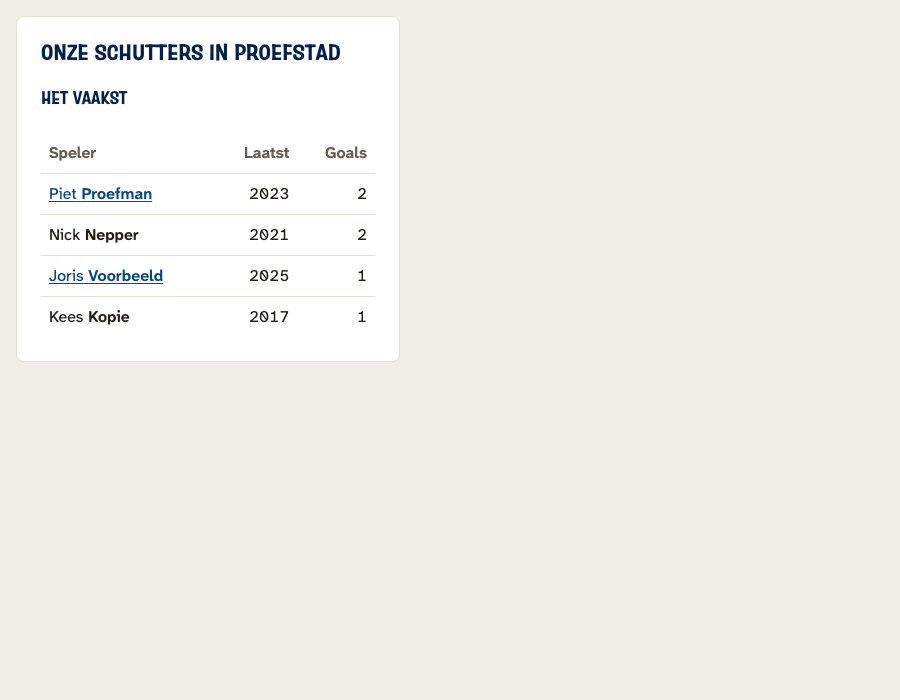 ONZE SCHUTTERS IN PROEFSTAD
HET VAAKST
Speler Laatst Goals
Piet Proefman 2023 2
Nick Nepper 2021 2
Joris Voorbeeld 2025 1
Kees Kopie 2017 1